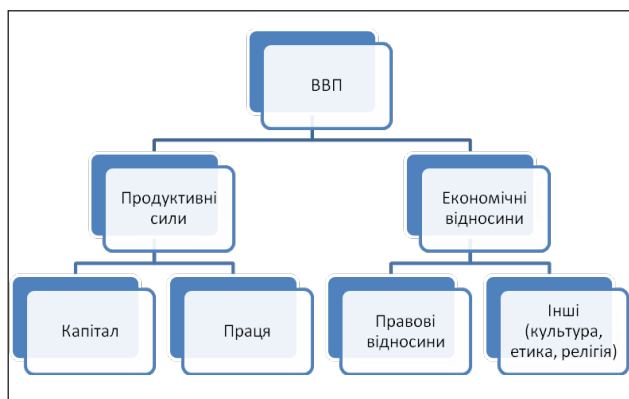 ВВП
Продуктивні
сили
Економічні
відносини
Капітал
Праця
Правові
відносини
Інші
(культура,
етика, релігія)